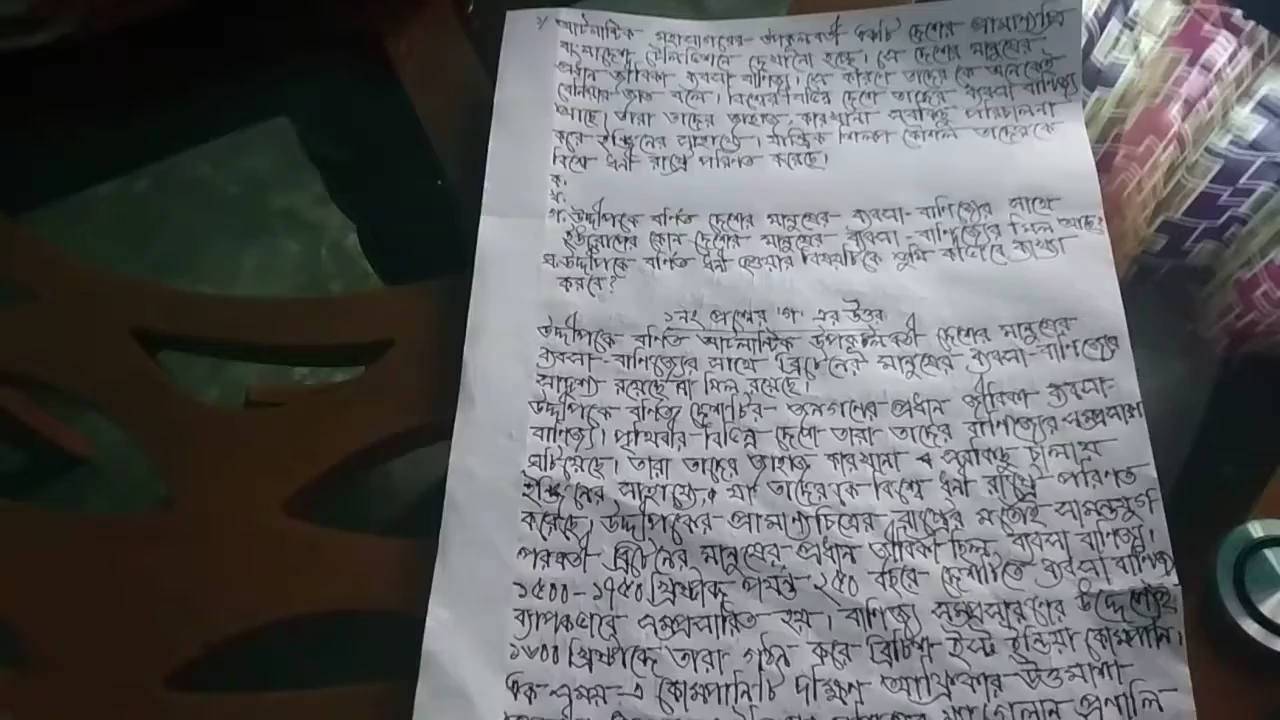 ১/ আটলান্টিক মহাসাগরের উপকূলবর্তী একটি দেশের প্রামাণ্যচিত্র
বাংলাদেশ টেলিভিশনে দেখানো হচ্ছে। সে দেশের মানুষের
প্রধান জীবিকা ব্যবসা বাণিজ্য। সে কারণে তাদের কে অনেকেই
বেনিয়ার জাত বলে। বিশ্বের বিভিন্ন দেশে তাদের ব্যবসা বাণিজ্য
আছে। তারা তাদের জাহাজ, কারখানা সবকিছু পরিচালনা
করে ইঞ্জিনের সাহায্যে। যান্ত্রিক শিল্প কৌশল তাদেরকে
বিশ্বে ধনী রাষ্ট্রে পরিণত করেছে।
ক.
খ.
গ. উদ্দীপকে বর্ণিত দেশের মানুষের ব্যবসা-বাণিজ্যের সাথে
ইউরোপের কোন দেশের মানুষের ব্যবসা-বাণিজ্যের মিল আছে?
ঘ. উদ্দীপকে বর্ণিত ধনী হওয়ার বিষয়টিকে তুমি কীভাবে ব্যাখ্যা
করবে?
১নং প্রশ্নের 'গ' এর উত্তর
উদ্দীপকে বর্ণিত আটলান্টিক উপকূলবর্তী দেশের মানুষের
ব্যবসা-বাণিজ্যের সাথে ব্রিটেনের মানুষের ব্যবসা-বাণিজ্যের
সাদৃশ্য রয়েছে বা মিল রয়েছে।
উদ্দীপকে বর্ণিত দেশটির জনগনের প্রধান জীবিকা ব্যবসা-
বাণিজ্য। পৃথিবীর বিভিন্ন দেশে তারা তাদের বাণিজ্যের সম্প্রসারণ
ঘটিয়েছে। তারা তাদের জাহাজ কারখানা ও সবকিছু চালায়
ইঞ্জিনের সাহায্যে, যা তাদেরকে বিশ্বে ধনী রাষ্ট্রে পরিণত
করেছে। উদ্দীপকের প্রামাণ্যচিত্রের রাষ্ট্রের মতোই সামন্তযুগ
পরবর্তী ব্রিটেনের মানুষের প্রধান জীবিকা ছিল ব্যবসা বাণিজ্য।
১৫০০-১৭৫০ খ্রিষ্টাব্দ পর্যন্ত ২৫০ বছরে দেশটিতে ব্যবসা বাণিজ্য
ব্যাপকভাবে সম্প্রসারিত হয়। বাণিজ্য সম্প্রসারণের উদ্দেশ্যেই
১৬০০ খ্রিষ্টাব্দে তারা গঠন করে ব্রিটিশ ইস্ট ইন্ডিয়া কোম্পানি।
এক সময় এ কোম্পানিটি দক্ষিণ আফ্রিকার উত্তমাশা
ম্যাগেলান প্রণালি